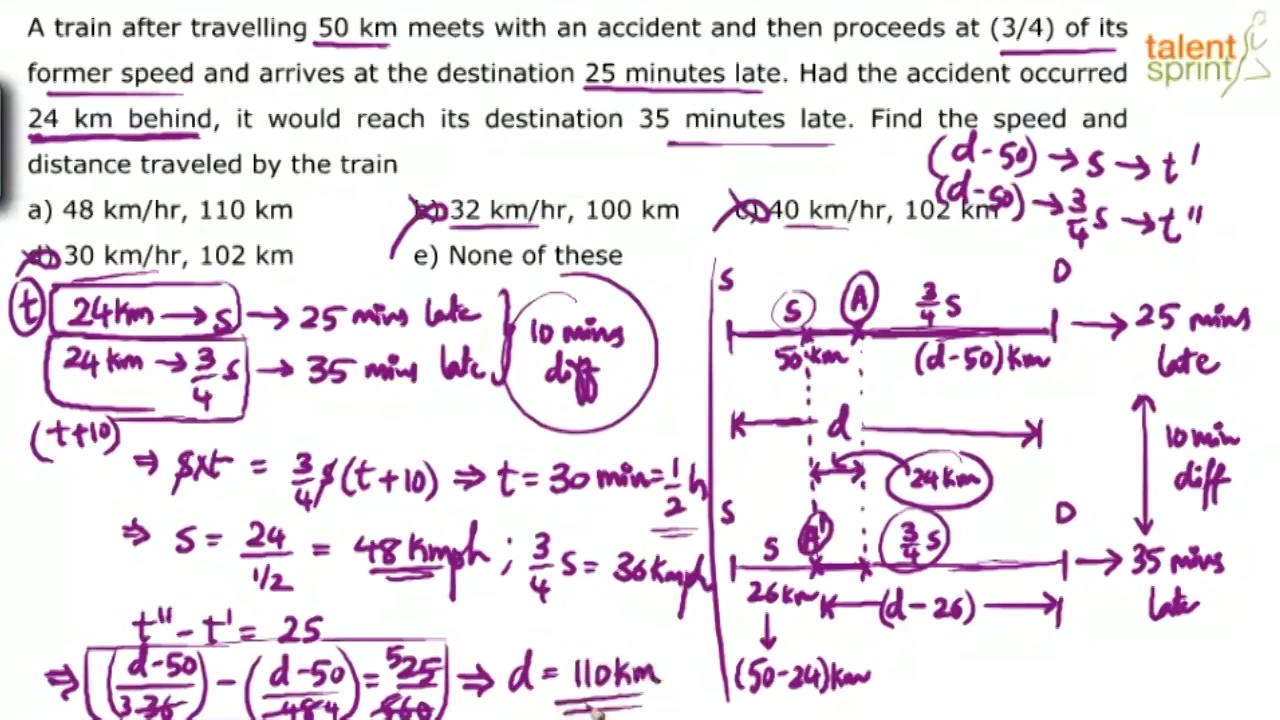 A train after travelling 50 km meets with an accident and then proceeds at (3/4) of its
former speed and arrives at the destination 25 minutes late. Had the accident occurred
24 km behind, it would reach its destination 35 minutes late. Find the speed and
distance traveled by the train
talent
sprint
(d-50) → s → t'
(d-50) → 3/4 s → t"
a) 48 km/hr, 110 km
b) 32 km/hr, 100 km
c) 40 km/hr, 102 km
d) 30 km/hr, 102 km
e) None of these
t 24km → s → 25 mins late
24 km → 3/4 s → 35 mins late
(t+10)
10 mins
diff
⇒ s×t = 3/4 s(t+10) ⇒ t = 30 min = 1/2 h
⇒ s = 24/1/2 = 48 Kmph ; 3/4 s = 36 Kmph
t" - t' = 25
⇒ (d-50/36) - (d-50/48) = 25/60 ⇒ d = 110km
S D
S A 3/4 s → 25 mins
late
50 km (d-50) km
d
24 km
10 min
diff
S D
s A' 3/4 s → 35 mins
late
26 km (d-26)
(50-24) km